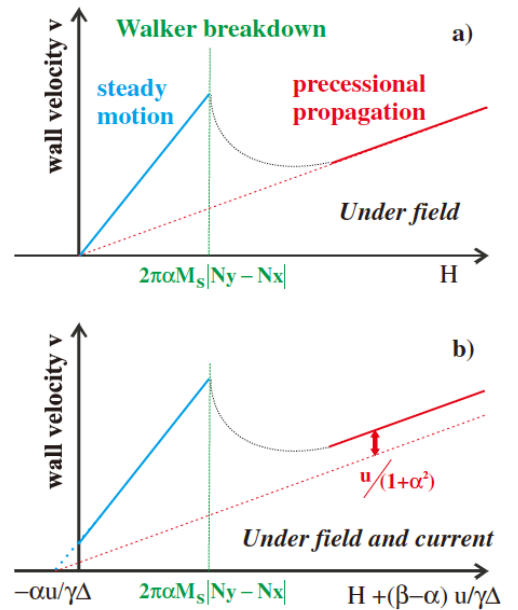 Walker breakdown
a)
steady
motion
precessional
propagation
wall velocity v
Under field
2παMₛ|Ny − Nx|
H
b)
wall velocity v
u/(1+α²)
Under field and current
−αu/γΔ
2παMₛ|Ny − Nx|
H +(β−α) u/γΔ